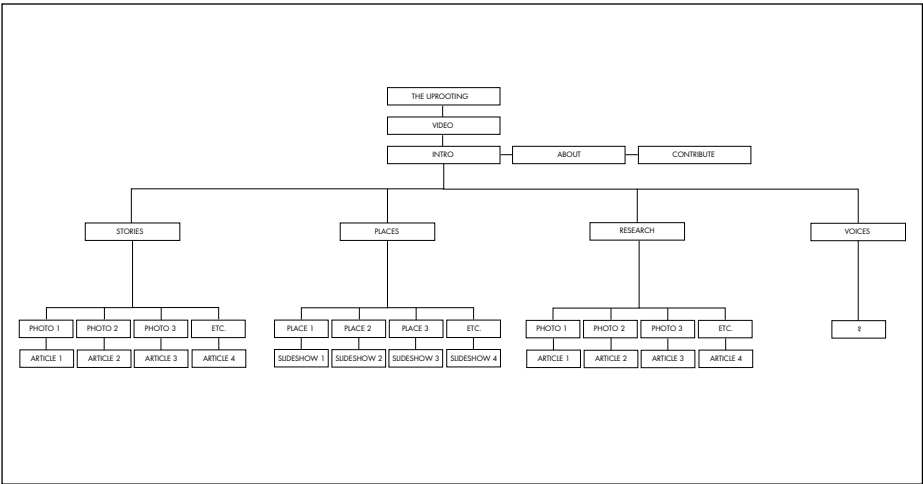 THE UPROOTING
VIDEO
INTRO ABOUT CONTRIBUTE
STORIES PLACES RESEARCH VOICES
PHOTO 1 PHOTO 2 PHOTO 3 ETC. PLACE 1 PLACE 2 PLACE 3 ETC. PHOTO 1 PHOTO 2 PHOTO 3 ETC. ?
ARTICLE 1 ARTICLE 2 ARTICLE 3 ARTICLE 4 SLIDESHOW 1 SLIDESHOW 2 SLIDESHOW 3 SLIDESHOW 4 ARTICLE 1 ARTICLE 2 ARTICLE 3 ARTICLE 4